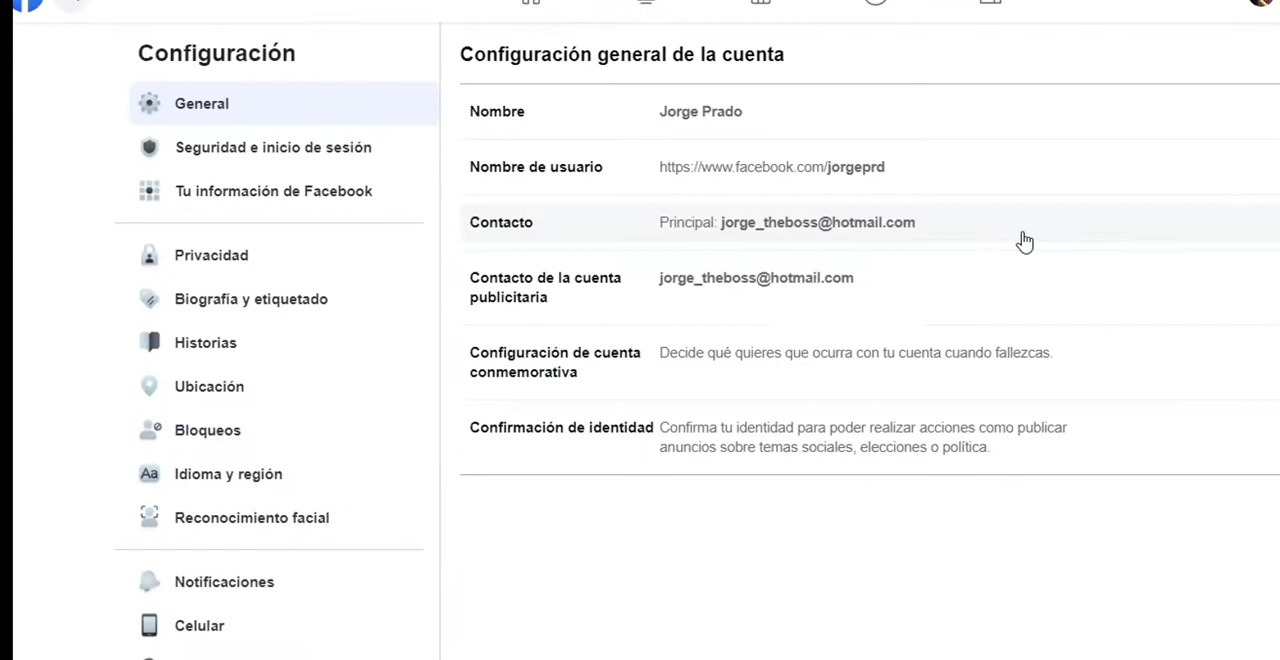 Configuración
General
Seguridad e inicio de sesión
Tu información de Facebook
Privacidad
Biografía y etiquetado
Historias
Ubicación
Bloqueos
Aa Idioma y región
Reconocimiento facial
Notificaciones
Celular
Configuración general de la cuenta
Nombre Jorge Prado
Nombre de usuario https://www.facebook.com/jorgeprd
Contacto Principal: jorge_theboss@hotmail.com
Contacto de la cuenta publicitaria jorge_theboss@hotmail.com
Configuración de cuenta conmemorativa Decide qué quieres que ocurra con tu cuenta cuando fallezcas.
Confirmación de identidad Confirma tu identidad para poder realizar acciones como publicar
anuncios sobre temas sociales, elecciones o política.